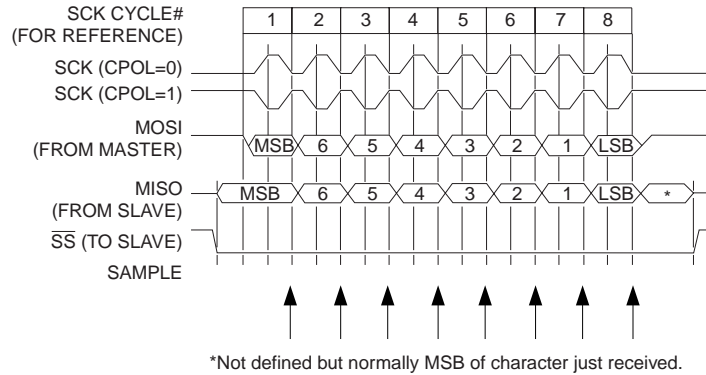 SCK CYCLE#
(FOR REFERENCE)
1 2 3 4 5 6 7 8
SCK (CPOL=0)
SCK (CPOL=1)
MOSI
(FROM MASTER)
MSB 6 5 4 3 2 1 LSB
MISO
(FROM SLAVE)
MSB 6 5 4 3 2 1 LSB *
SS (TO SLAVE)
SAMPLE
*Not defined but normally MSB of character just received.